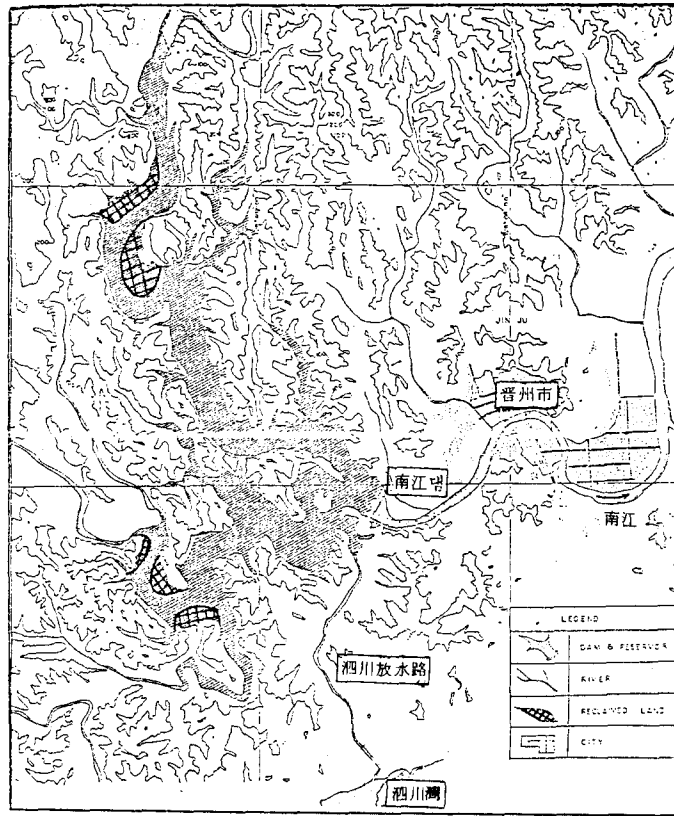 JIN JU
晋州市
南江댐
南江
泗川放水路
泗川灣
LEGEND
DAM & RESERVOIR
RIVER
RECLAIMED LAND
CITY